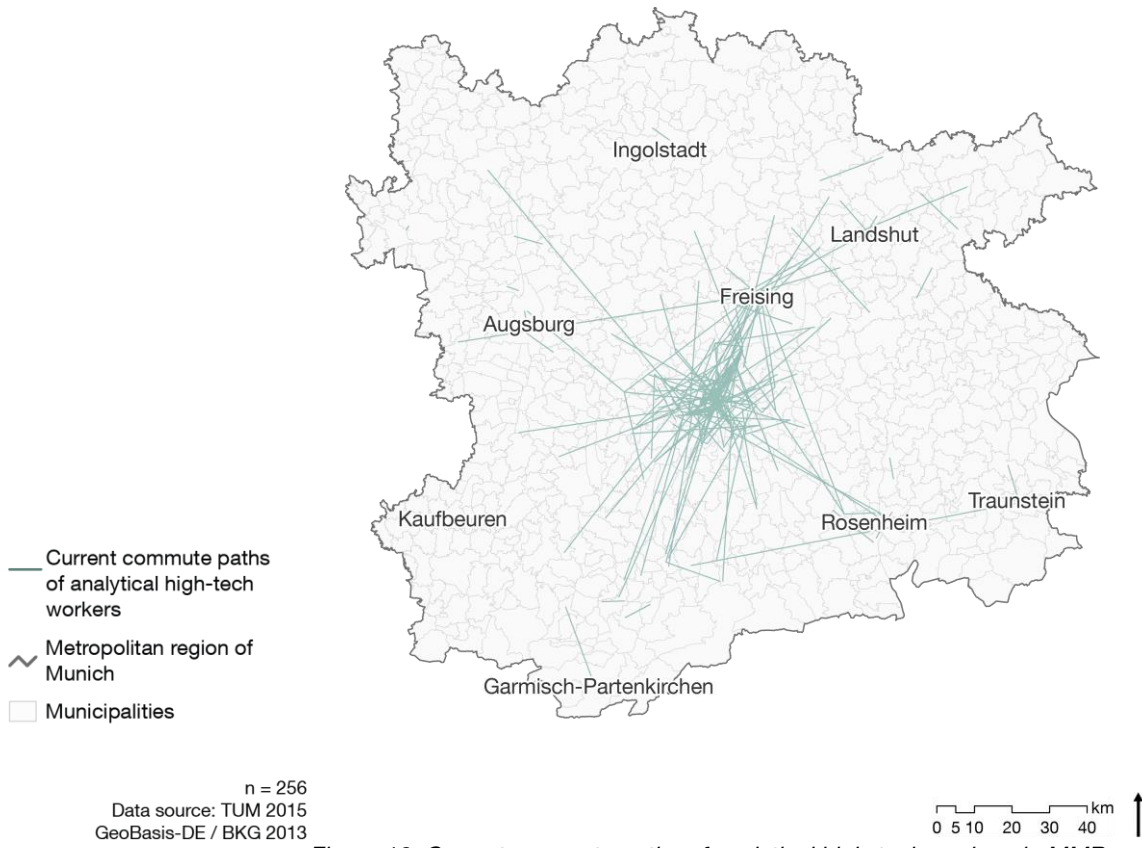 Ingolstadt
Landshut
Freising
Augsburg
Traunstein
Kaufbeuren
Rosenheim
Garmisch-Partenkirchen
Current commute paths
of analytical high-tech
workers
Metropolitan region of
Munich
Municipalities
n = 256
Data source: TUM 2015
GeoBasis-DE / BKG 2013
km
0 5 10 20 30 40